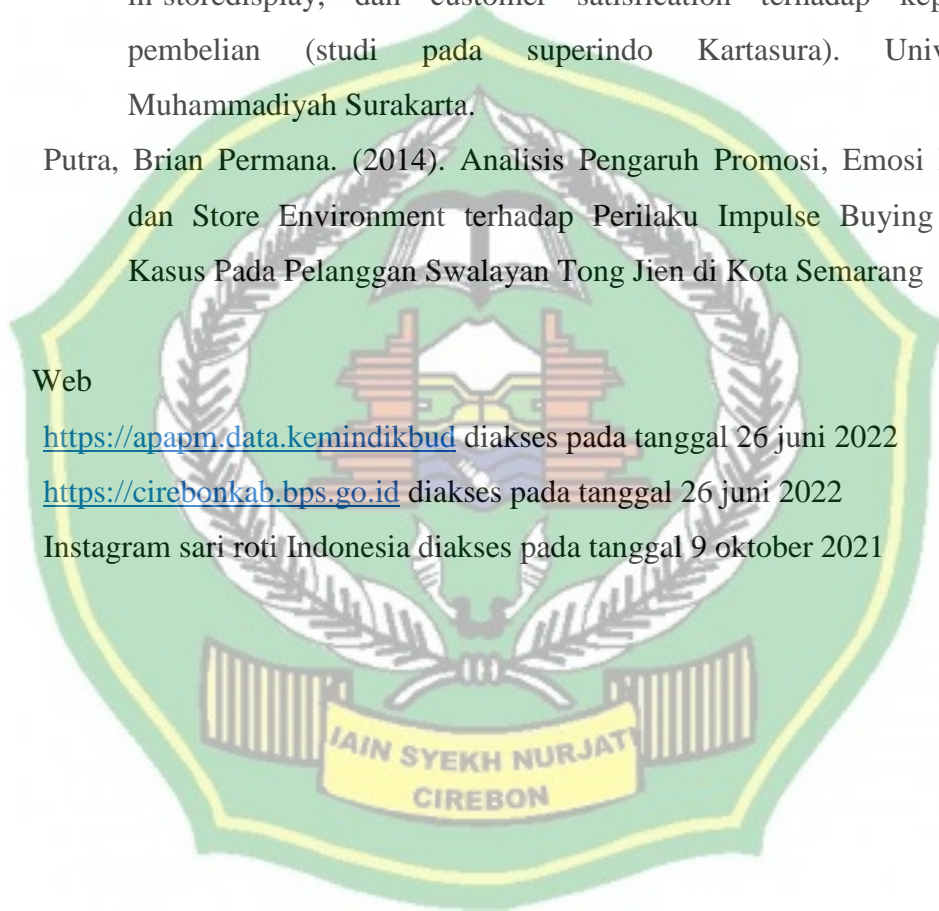 in-storedisplay, dan customer satisfaction terhadap kep
pembelian (studi pada superindo Kartasura). Univ
Muhammadiyah Surakarta.
Putra, Brian Permana. (2014). Analisis Pengaruh Promosi, Emosi
dan Store Environment terhadap Perilaku Impulse Buying
Kasus Pada Pelanggan Swalayan Tong Jien di Kota Semarang
Web
https://apapm.data.kemindikbud diakses pada tanggal 26 juni 2022
https://cirebonkab.bps.go.id diakses pada tanggal 26 juni 2022
Instagram sari roti Indonesia diakses pada tanggal 9 oktober 2021
IAIN SYEKH NURJATI
CIREBON